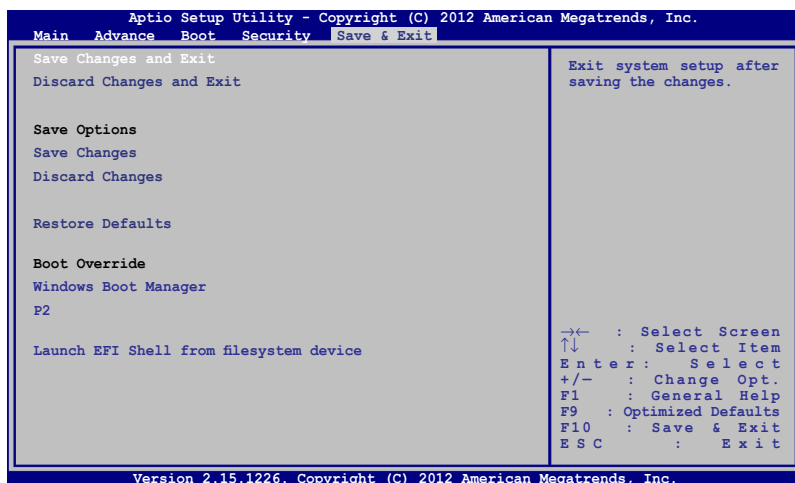 Aptio Setup Utility - Copyright (C) 2012 American Megatrends, Inc.
Main Advance Boot Security Save & Exit
Save Changes and Exit
Discard Changes and Exit
Save Options
Save Changes
Discard Changes
Restore Defaults
Boot Override
Windows Boot Manager
P2
Launch EFI Shell from filesystem device
Exit system setup after
saving the changes.
→← : Select Screen
↑↓ : Select Item
Enter: Select
+/— : Change Opt.
F1 : General Help
F9 : Optimized Defaults
F10 : Save & Exit
ESC : Exit
Version 2.15.1226. Copyright (C) 2012 American Megatrends, Inc.